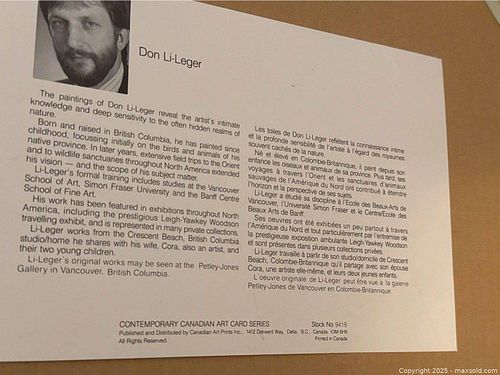 Don Li-Leger
The paintings of Don Li-Leger reveal the artist's intimate
knowledge and deep sensitivity to the often hidden realms of
nature.
Born and raised in British Columbia, he has painted since
childhood, focussing initially on the birds and animals of his
native province. In later years, extensive field trips to the Orient
and to wildlife sanctuaries throughout North America extended
his vision — and the scope of his subject matter.
Li-Leger's formal training includes studies at the Vancouver
School of Art, Simon Fraser University and the Banff Centre
School of Fine Art.
His work has been featured in exhibitions throughout North
America, including the prestigious Leigh-Yawkey Woodson
travelling exhibit, and is represented in many private collections.
Li-Leger works from the Crescent Beach, British Columbia
studio/home he shares with his wife, Cora, also an artist, and
their two young children.
Li-Leger's original works may be seen at the Petley-Jones
Gallery in Vancouver, British Columbia.
Les toiles de Don Li-Leger reflètent la connaissance intime
et la profonde sensibilité de l'artiste à l'égard des royaumes
souvent cachés de la nature.
Né et élevé en Colombie-Britannique, il peint depuis son
enfance les oiseaux et animaux de sa province. Plus tard, ses
voyages à travers l'Orient et les sanctuaires d'animaux
sauvages de l'Amérique du Nord ont contribué à étendre
l'horizon et la perspective de ses sujets.
Li-Leger a étudié sa discipline à l'Ecole des Beaux-Arts de
Vancouver, l'Université Simon Fraser et le Centre/Ecole des
Beaux Arts de Banff.
Ses oeuvres ont été exhibées un peu partout à travers
l'Amérique du Nord et tout particulièrement par l'entremise de
la prestigieuse exposition ambulante Leigh-Yawkey Woodson
et sont présentes dans plusieurs collections privées.
Li-Leger travaille à partir de son studio/domicile de Crescent
Beach, Colombie-Britannique qu'il partage avec son épouse
Cora, une artiste elle-même, et leurs deux jeunes enfants.
L'oeuvre originale de Li-Leger peut être vue à la galerie
Petley-Jones de Vancouver en Colombie-Britannique.
CONTEMPORARY CANADIAN ART CARD SERIES
Stock No. 9419
Published and Distributed by Canadian Art Prints Inc., 1412 Derwent Way, Delta, B.C., Canada V3M 6H9
All Rights Reserved.
Printed in Canada
Copyright 2025 - maxsold.com